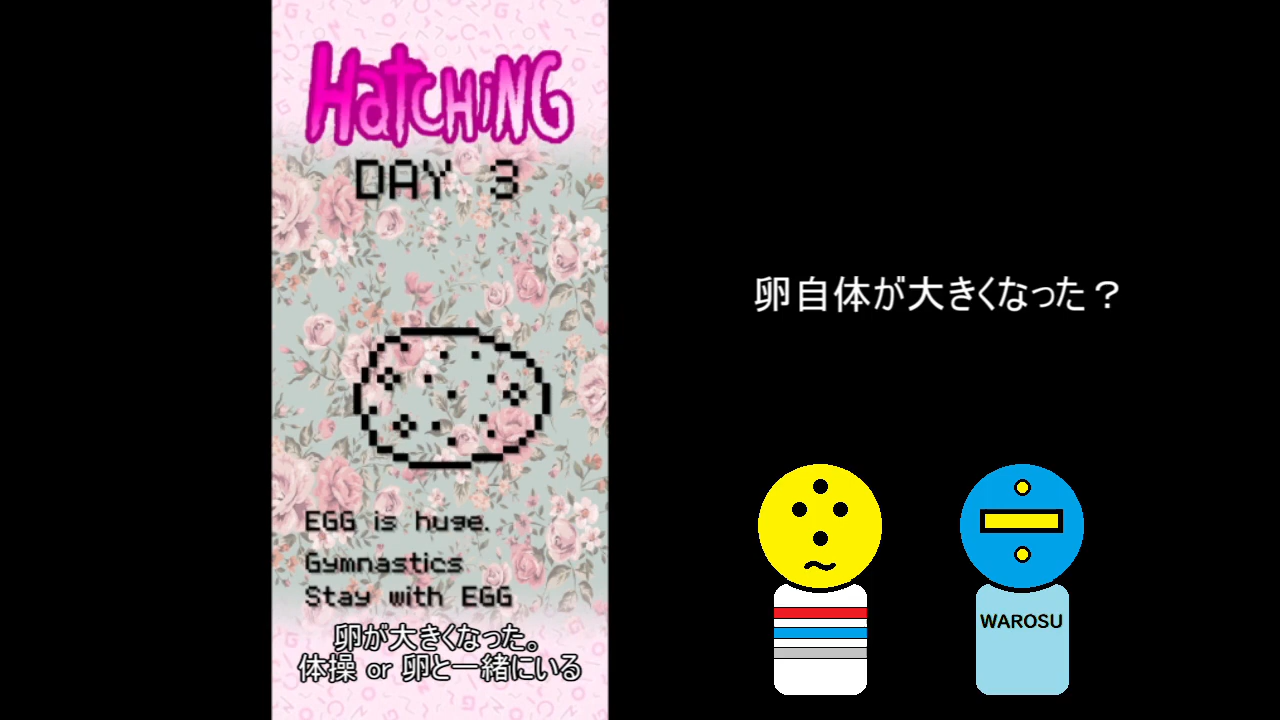 HatCHiNG
DAY 3
EGG is huge.
Gymnastics
Stay with EGG
卵が大きくなった。
体操 or 卵と一緒にいる
卵自体が大きくなった？
WAROSU